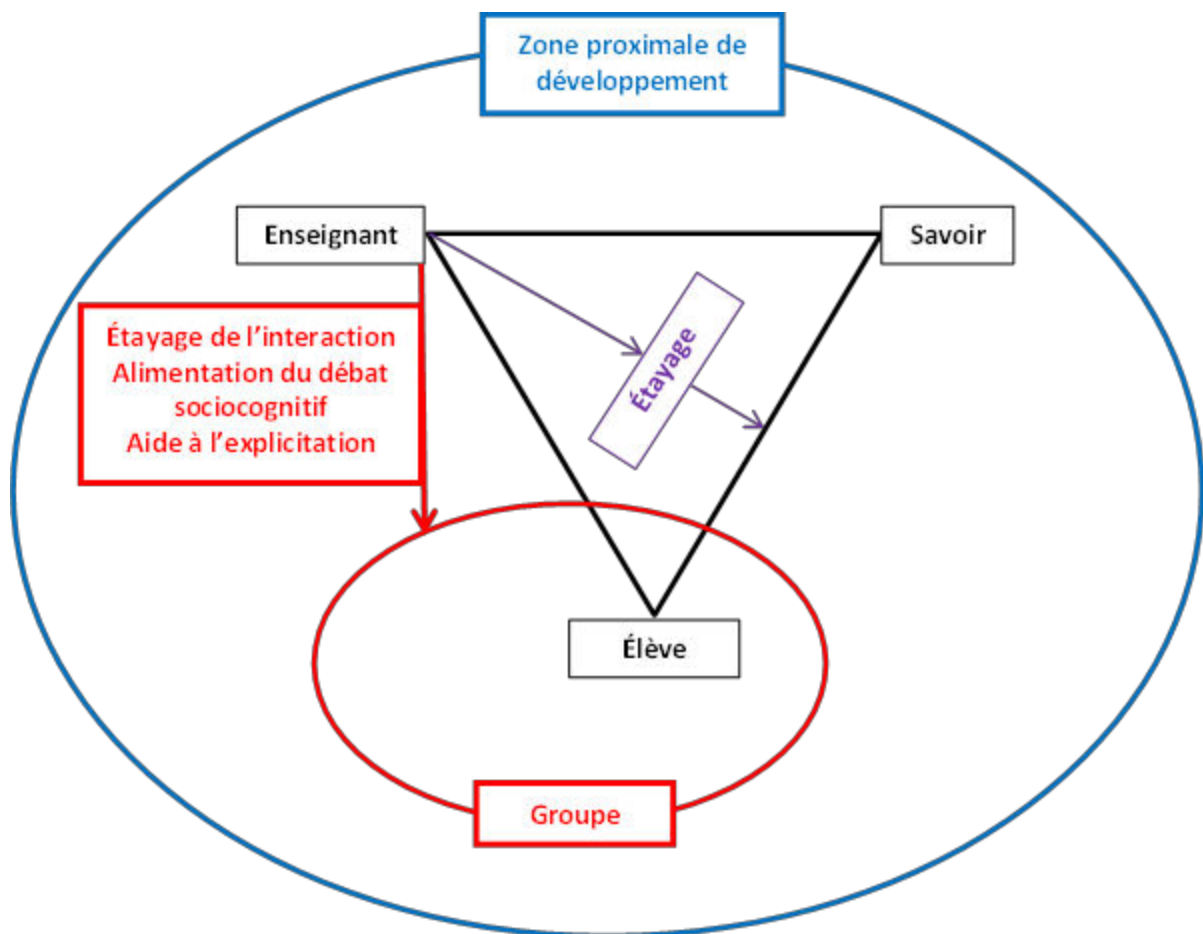 Zone proximale de
développement
Enseignant
Savoir
Étayage de l'interaction
Alimentation du débat
sociocognitif
Aide à l'explicitation
Étayage
Élève
Groupe